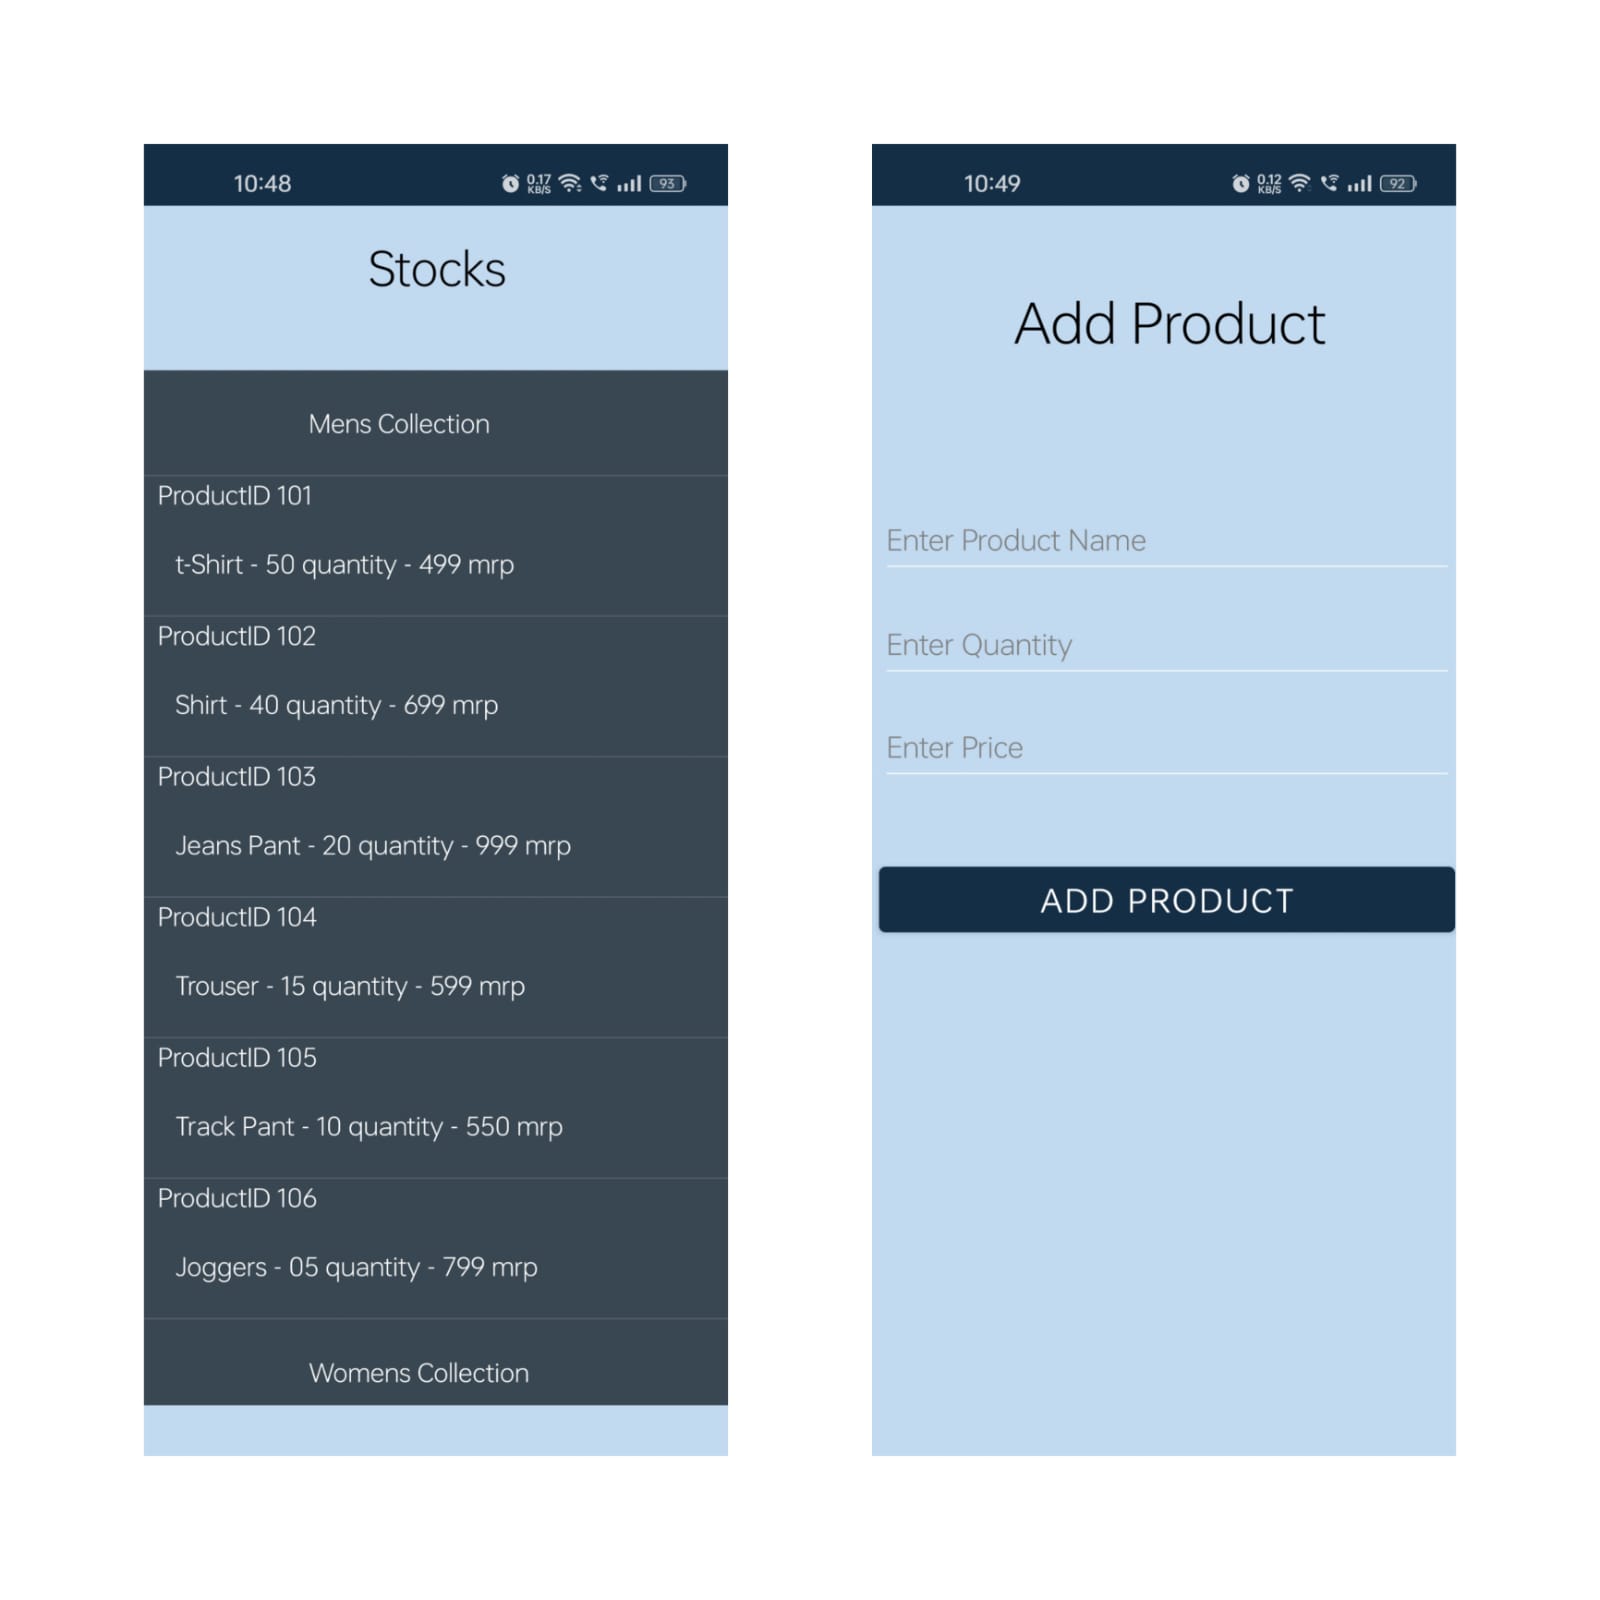 10:48
0.17
KB/S
93
Stocks
Mens Collection
ProductID 101
t-Shirt - 50 quantity - 499 mrp
ProductID 102
Shirt - 40 quantity - 699 mrp
ProductID 103
Jeans Pant - 20 quantity - 999 mrp
ProductID 104
Trouser - 15 quantity - 599 mrp
ProductID 105
Track Pant - 10 quantity - 550 mrp
ProductID 106
Joggers - 05 quantity - 799 mrp
Womens Collection
10:49
0.12
KB/S
92
Add Product
Enter Product Name
Enter Quantity
Enter Price
ADD PRODUCT